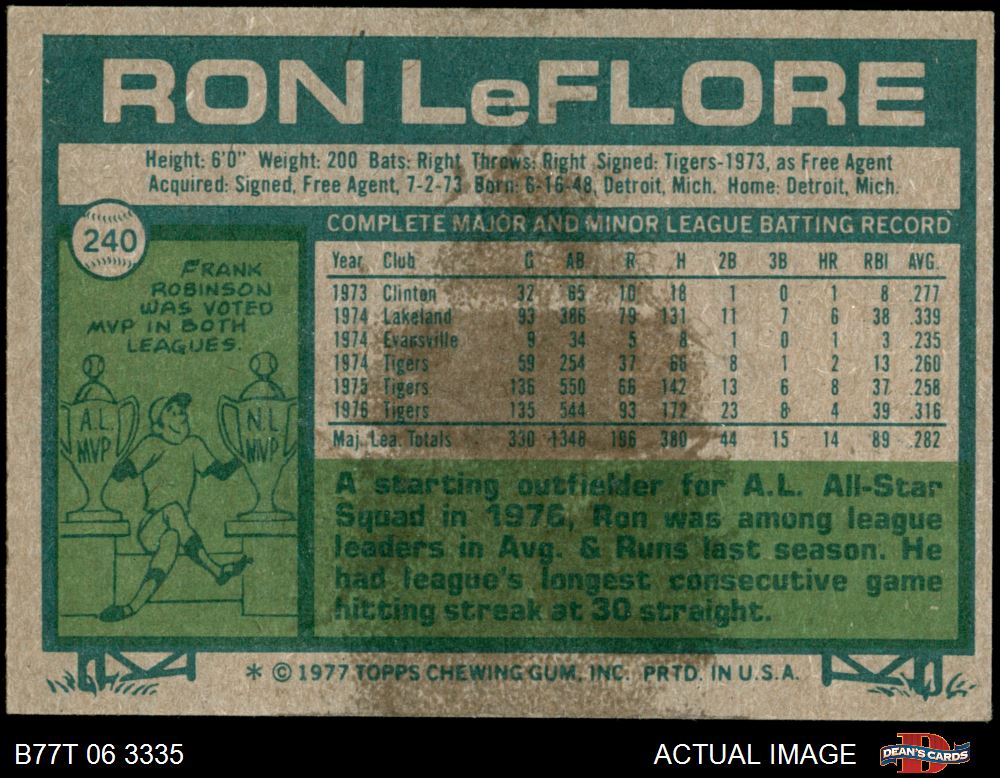 RON LeFLORE
Height: 6'0" Weight: 200 Bats: Right Throws: Right Signed: Tigers-1973, as Free Agent
Acquired: Signed, Free Agent, 7-2-73 Born: 6-16-48, Detroit, Mich. Home: Detroit, Mich.
240
FRANK
ROBINSON
WAS VOTED
MVP IN BOTH
LEAGUES.
A.L.
MVP
N.L.
MVP
COMPLETE MAJOR AND MINOR LEAGUE BATTING RECORD
Year Club G AB R H 2B 3B HR RBI AVG.
1973 Clinton 32 65 10 18 1 0 1 8 .277
1974 Lakeland 93 386 79 131 11 7 6 38 .339
1974 Evansville 9 34 5 8 1 0 1 3 .235
1974 Tigers 59 254 37 66 8 1 2 13 .260
1975 Tigers 136 550 66 142 13 6 8 37 .258
1976 Tigers 135 544 93 172 23 8 4 39 .316
Maj. Lea. Totals 330 1348 196 380 44 15 14 89 .282
A starting outfielder for A.L. All-Star
Squad in 1976, Ron was among league
leaders in Avg. & Runs last season. He
had league's longest consecutive game
hitting streak at 30 straight.
* © 1977 TOPPS CHEWING GUM, INC. PRTD. IN U.S.A.
B77T 06 3335
ACTUAL IMAGE
DEAN'S CARDS